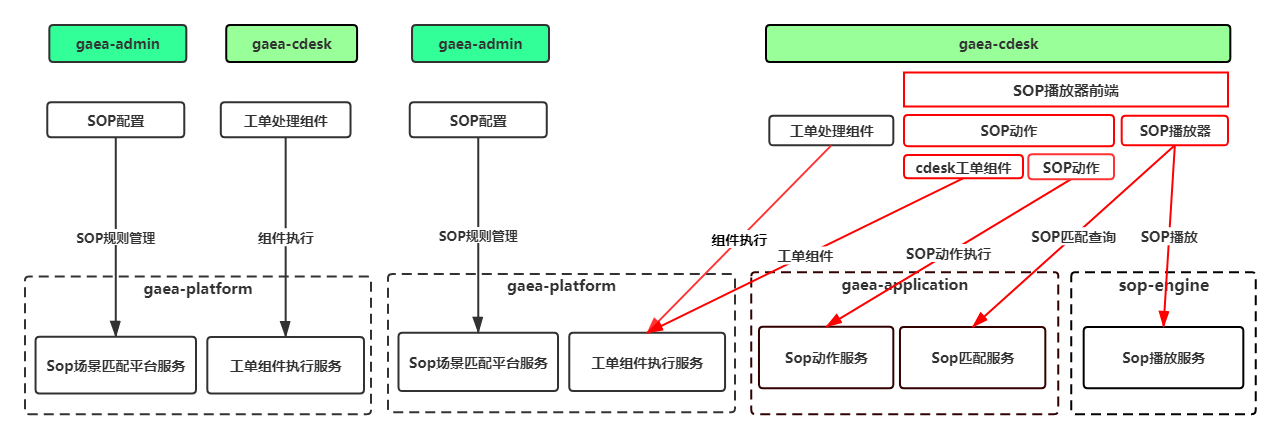 gaea-admin
gaea-cdesk
gaea-admin
gaea-cdesk
SOP播放器前端
SOP配置
工单处理组件
SOP配置
工单处理组件
SOP动作
SOP播放器
cdesk工单组件
SOP动作
SOP规则管理
组件执行
SOP规则管理
组件执行
工单组件
SOP动作执行
SOP匹配查询
SOP播放
gaea-platform
gaea-platform
gaea-application
sop-engine
Sop场景匹配平台服务
工单组件执行服务
Sop场景匹配平台服务
工单组件执行服务
Sop动作服务
Sop匹配服务
Sop播放服务